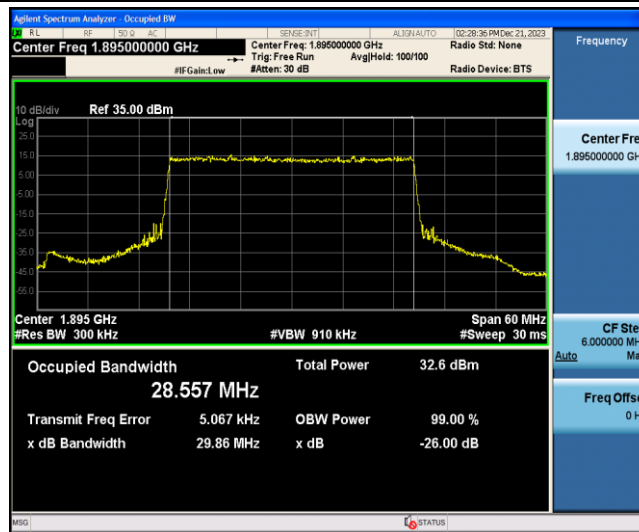 Agilent Spectrum Analyzer - Occupied BW
RL RF 50 Ω AC SENSE:INT ALIGNAUTO 02:28:36 PM Dec 21, 2023
Center Freq 1.895000000 GHz
Center Freq: 1.895000000 GHz
Radio Std: None
Trig: Free Run Avg|Hold: 100/100
#IFGain:Low #Atten: 30 dB Radio Device: BTS
10 dB/div Ref 35.00 dBm
Log
25.0
15.0
5.00
-5.00
-15.0
-25.0
-35.0
-45.0
-55.0
Center 1.895 GHz Span 60 MHz
#Res BW 300 kHz #VBW 910 kHz #Sweep 30 ms
Occupied Bandwidth Total Power 32.6 dBm
28.557 MHz
Transmit Freq Error 5.067 kHz OBW Power 99.00 %
x dB Bandwidth 29.86 MHz x dB -26.00 dB
MSG STATUS
Frequency
Center Fre
1.895000000 GH
CF Ste
6.000000 MH
Auto Ma
Freq Offs
0 H